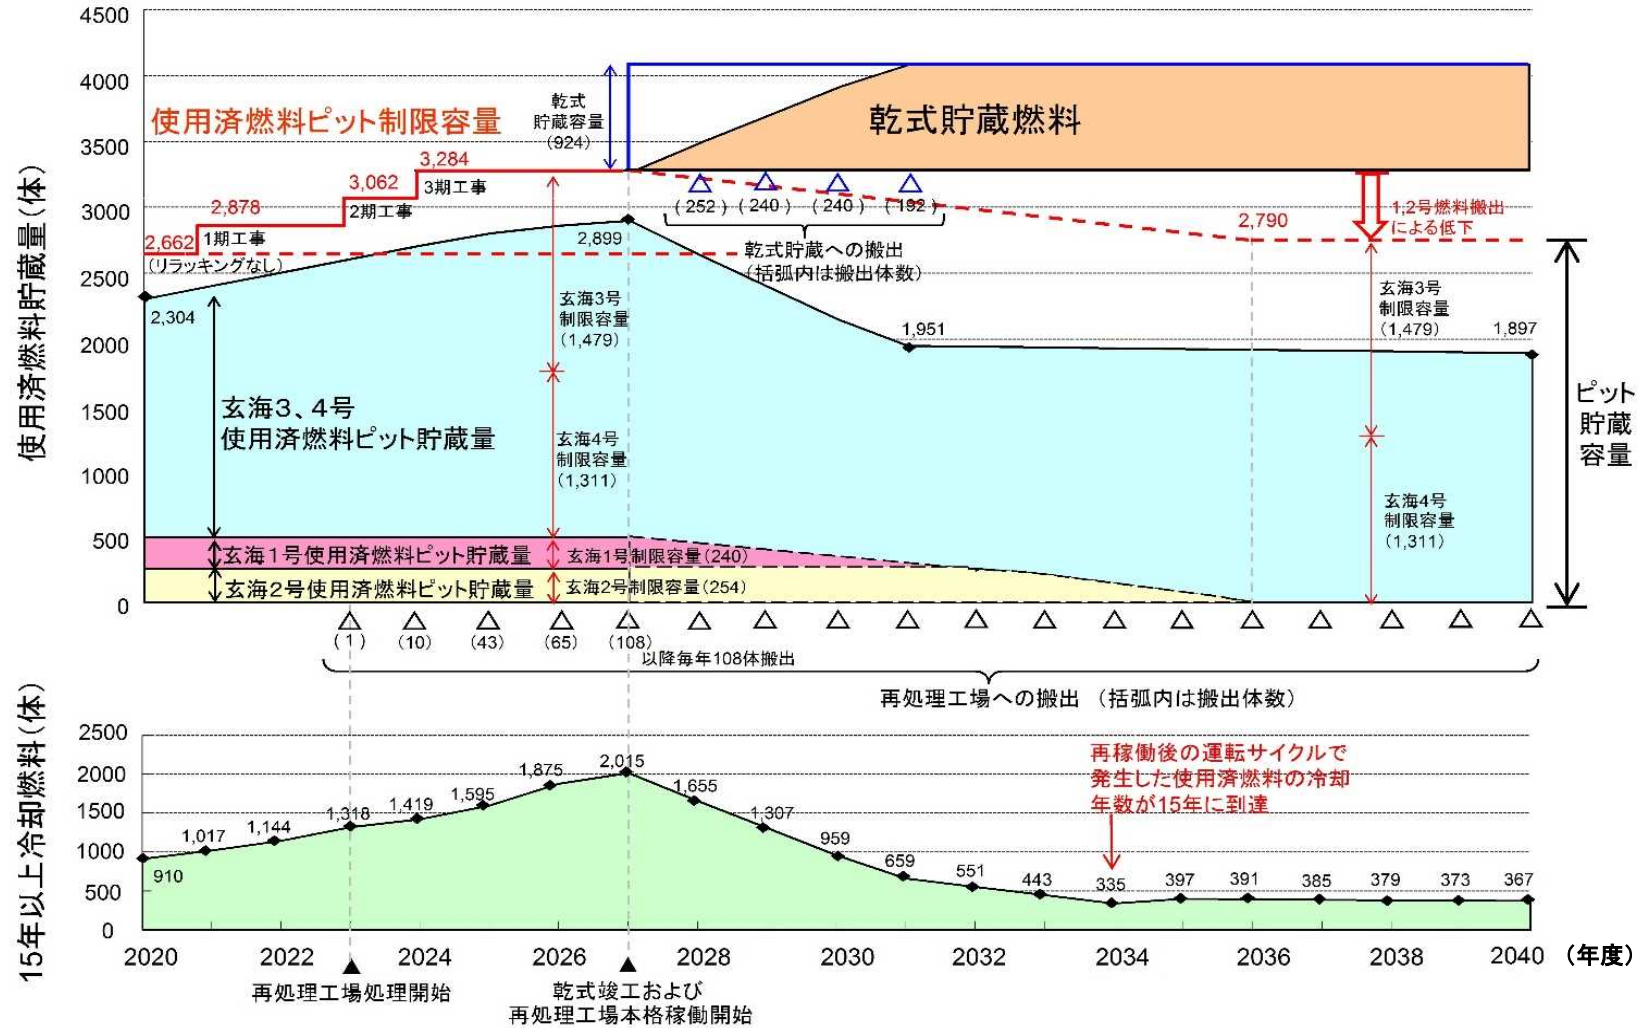 使用済燃料貯蔵量(体)
4500
4000
3500
3000
2500
2000
1500
1000
500
0
使用済燃料ピット制限容量
乾式
貯蔵容量
(924)
乾式貯蔵燃料
3,284
3期工事
3,062
2期工事
2,878
1期工事
2,662
(リラッキングなし)
2,304
2,899
(252)
(240)
(240)
(192)
乾式貯蔵への搬出
(括弧内は搬出体数)
2,790
1,2号燃料搬出
による低下
1,951
1,897
玄海3号
制限容量
(1,479)
玄海3号
制限容量
(1,479)
玄海3、4号
使用済燃料ピット貯蔵量
玄海4号
制限容量
(1,311)
玄海4号
制限容量
(1,311)
ピット
貯蔵
容量
玄海1号使用済燃料ピット貯蔵量
玄海1号制限容量(240)
玄海2号使用済燃料ピット貯蔵量
玄海2号制限容量(254)
(1)
(10)
(43)
(65)
(108)
以降毎年108体搬出
再処理工場への搬出 (括弧内は搬出体数)
15年以上冷却燃料(体)
2500
2000
1500
1000
500
0
910
1,017
1,144
1,318
1,419
1,595
1,875
2,015
1,655
1,307
959
659
551
443
335
397
391
385
379
373
367
再稼働後の運転サイクルで
発生した使用済燃料の冷却
年数が15年に到達
2020
2022
2024
2026
2028
2030
2032
2034
2036
2038
2040
(年度)
再処理工場処理開始
乾式竣工および
再処理工場本格稼働開始